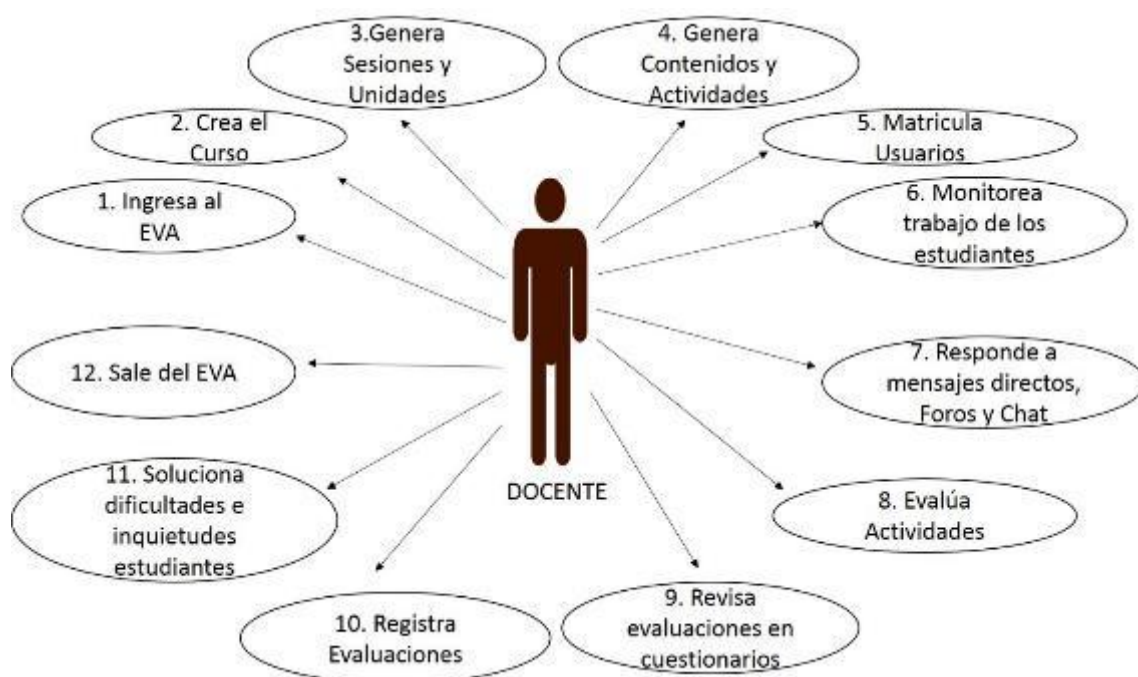 1. Ingresa al
EVA
2. Crea el
Curso
3.Genera
Sesiones y
Unidades
4. Genera
Contenidos y
Actividades
5. Matricula
Usuarios
6. Monitorea
trabajo de los
estudiantes
7. Responde a
mensajes directos,
Foros y Chat
8. Evalúa
Actividades
9. Revisa
evaluaciones en
cuestionarios
10. Registra
Evaluaciones
11. Soluciona
dificultades e
inquietudes
estudiantes
12. Sale del EVA
DOCENTE